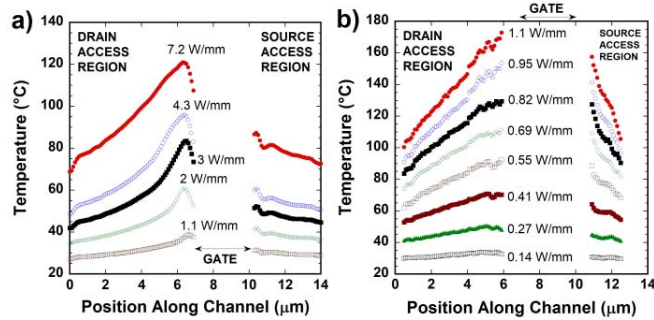 a)
Temperature (°C)
140
120
100
80
60
40
20
DRAIN
ACCESS
REGION
7.2 W/mm
SOURCE
ACCESS
REGION
4.3 W/mm
3 W/mm
2 W/mm
1.1 W/mm
GATE
0 2 4 6 8 10 12 14
Position Along Channel (μm)
b)
GATE
Temperature (°C)
180
160
140
120
100
80
60
40
20
DRAIN
ACCESS
REGION
1.1 W/mm
SOURCE
ACCESS
REGION
0.95 W/mm
0.82 W/mm
0.69 W/mm
0.55 W/mm
0.41 W/mm
0.27 W/mm
0.14 W/mm
0 2 4 6 8 10 12 14
Position Along Channel (μm)